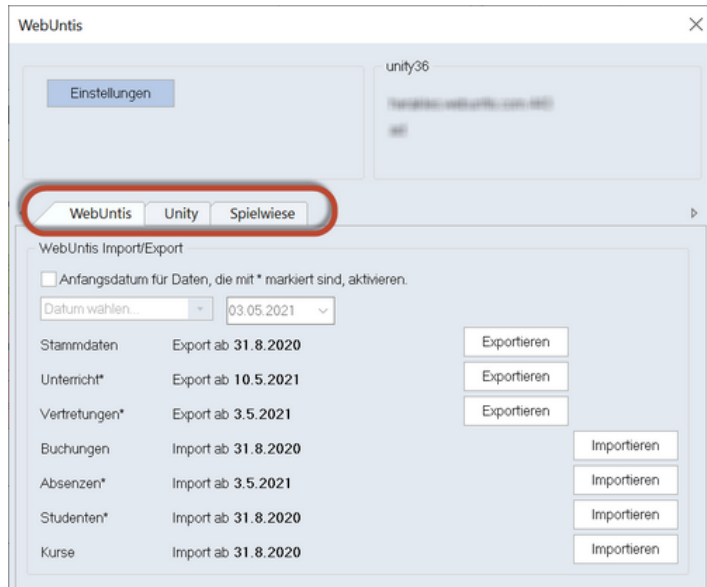 WebUntis
unity36
Einstellungen
WebUntis Unity Spielwiese
WebUntis Import/Export
Anfangsdatum für Daten, die mit * markiert sind, aktivieren.
Datum wählen... 03.05.2021
Stammdaten Export ab 31.8.2020 Exportieren
Unterricht* Export ab 10.5.2021 Exportieren
Vertretungen* Export ab 3.5.2021 Exportieren
Buchungen Import ab 31.8.2020 Importieren
Absenzen* Import ab 3.5.2021 Importieren
Studenten* Import ab 31.8.2020 Importieren
Kurse Import ab 31.8.2020 Importieren